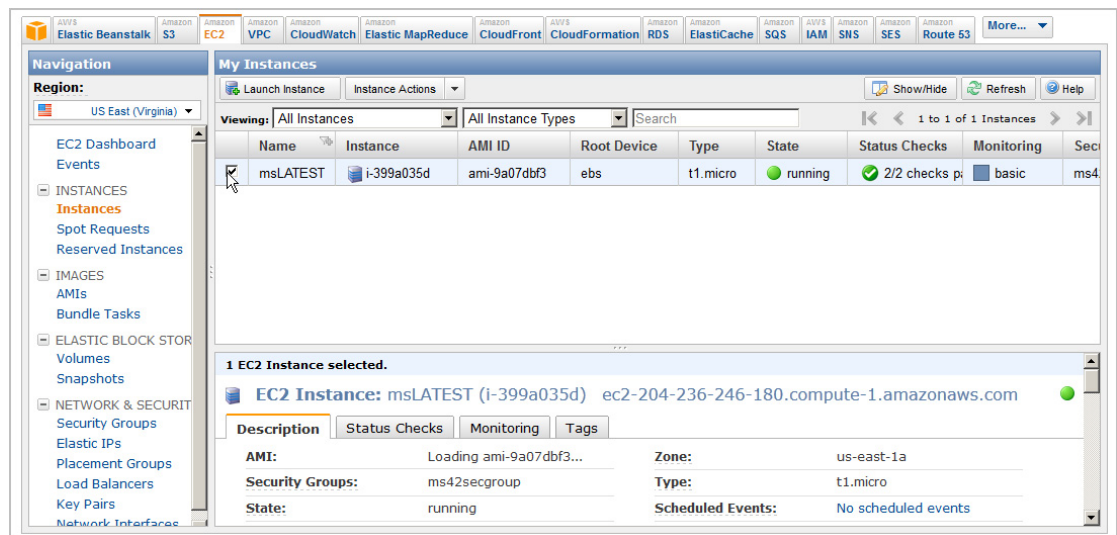 AWS Amazon Amazon Amazon Amazon Amazon Amazon AWS Amazon Amazon Amazon AWS Amazon Amazon Amazon
Elastic Beanstalk S3 EC2 VPC CloudWatch Elastic MapReduce CloudFront CloudFormation RDS ElastiCache SQS IAM SNS SES Route 53 More...
Navigation
Region:
US East (Virginia)
EC2 Dashboard
Events
INSTANCES
Instances
Spot Requests
Reserved Instances
IMAGES
AMIs
Bundle Tasks
ELASTIC BLOCK STOR
Volumes
Snapshots
NETWORK & SECURIT
Security Groups
Elastic IPs
Placement Groups
Load Balancers
Key Pairs
Network Interfaces
My Instances
Launch Instance Instance Actions Show/Hide Refresh Help
Viewing: All Instances All Instance Types Search 1 to 1 of 1 Instances
Name Instance AMI ID Root Device Type State Status Checks Monitoring Secu
msLATEST i-399a035d ami-9a07dbf3 ebs t1.micro running 2/2 checks pa basic ms4
1 EC2 Instance selected.
EC2 Instance: msLATEST (i-399a035d) ec2-204-236-246-180.compute-1.amazonaws.com
Description Status Checks Monitoring Tags
AMI: Loading ami-9a07dbf3... Zone: us-east-1a
Security Groups: ms42secgroup Type: t1.micro
State: running Scheduled Events: No scheduled events